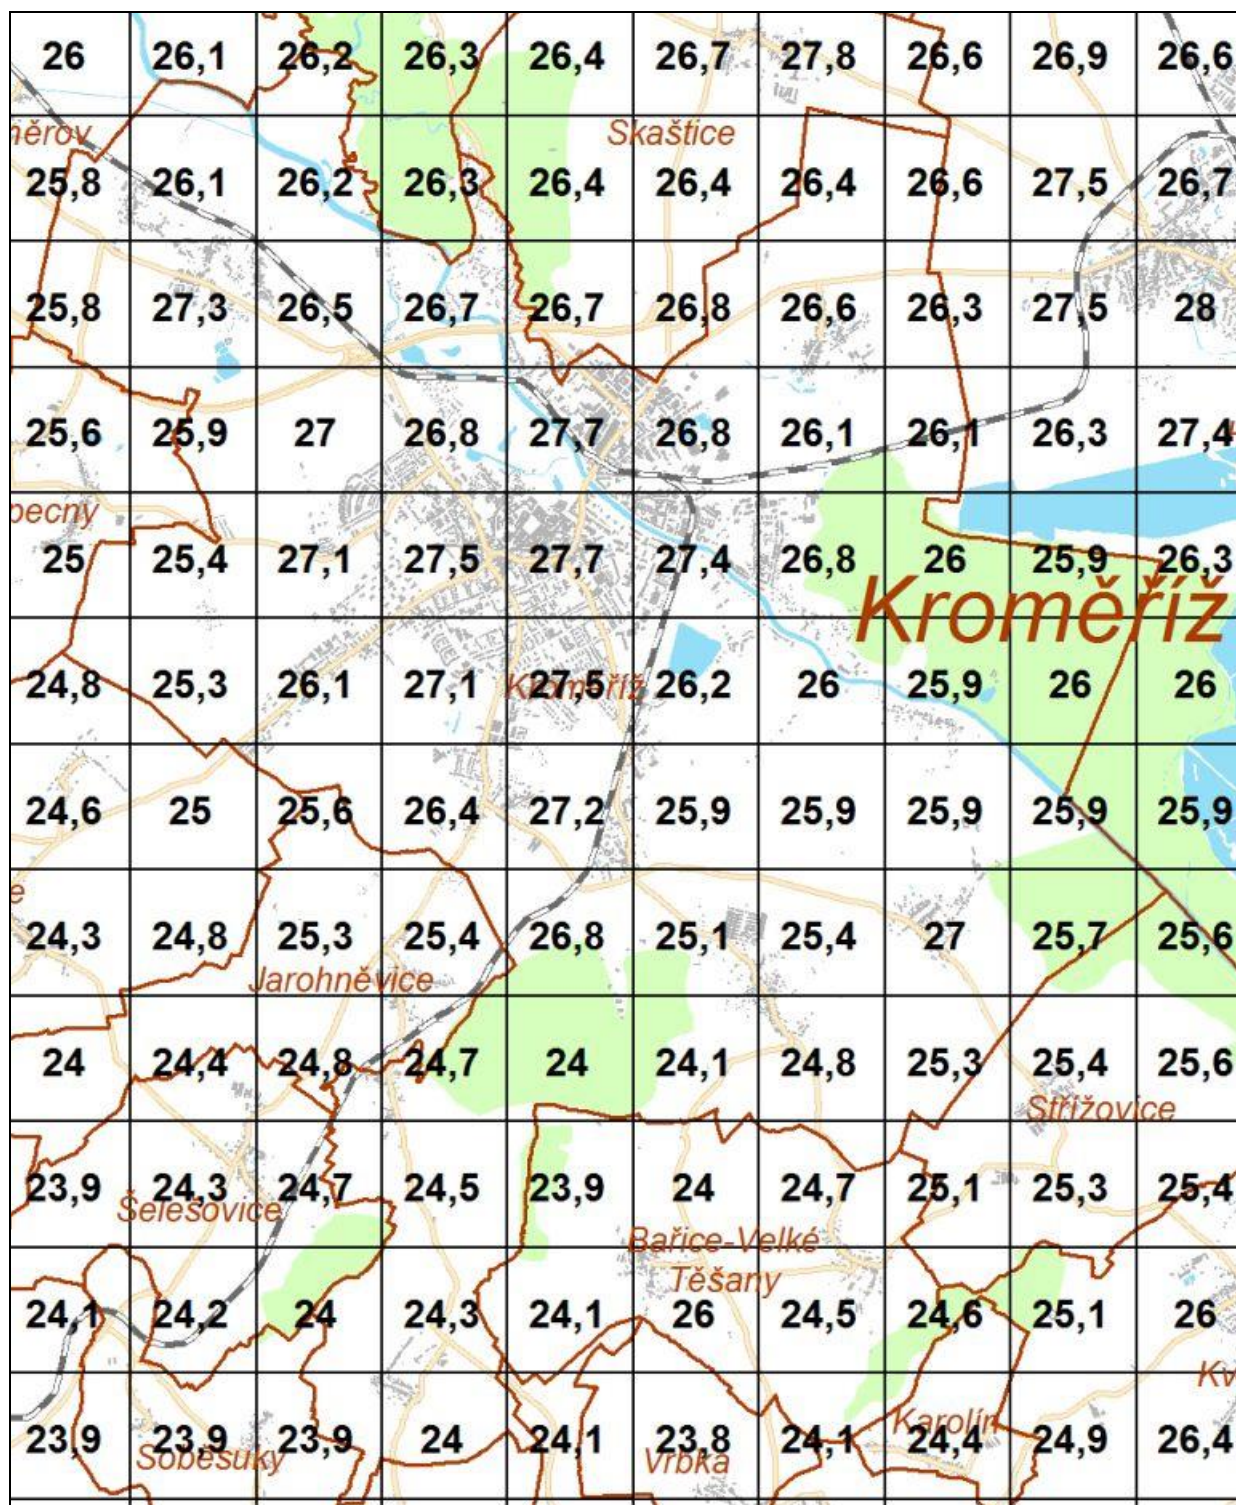 26 26,1 26,2 26,3 26,4 26,7 27,8 26,6 26,9 26,6
měrov Skaštice
25,8 26,1 26,2 26,3 26,4 26,4 26,4 26,6 27,5 26,7
25,8 27,3 26,5 26,7 26,7 26,8 26,6 26,3 27,5 28
25,6 25,9 27 26,8 27,7 26,8 26,1 26,1 26,3 27,4
pecny
25 25,4 27,1 27,5 27,7 27,4 26,8 26 25,9 26,3
Kroměříž
24,8 25,3 26,1 27,1 27,5 26,2 26 25,9 26 26
Kroměříž
24,6 25 25,6 26,4 27,2 25,9 25,9 25,9 25,9 25,9
e
24,3 24,8 25,3 25,4 26,8 25,1 25,4 27 25,7 25,6
Jarohněvice
24 24,4 24,8 24,7 24 24,1 24,8 25,3 25,4 25,6
Střížovice
23,9 24,3 24,7 24,5 23,9 24 24,7 25,1 25,3 25,4
Šelešovice
Bařice-Velké
Těšany
24,1 24,2 24 24,3 24,1 26 24,5 24,6 25,1 26
Kv
Karolín
23,9 23,9 23,9 24 24,1 23,8 24,1 24,4 24,9 26,4
Soběsuky Vrbka